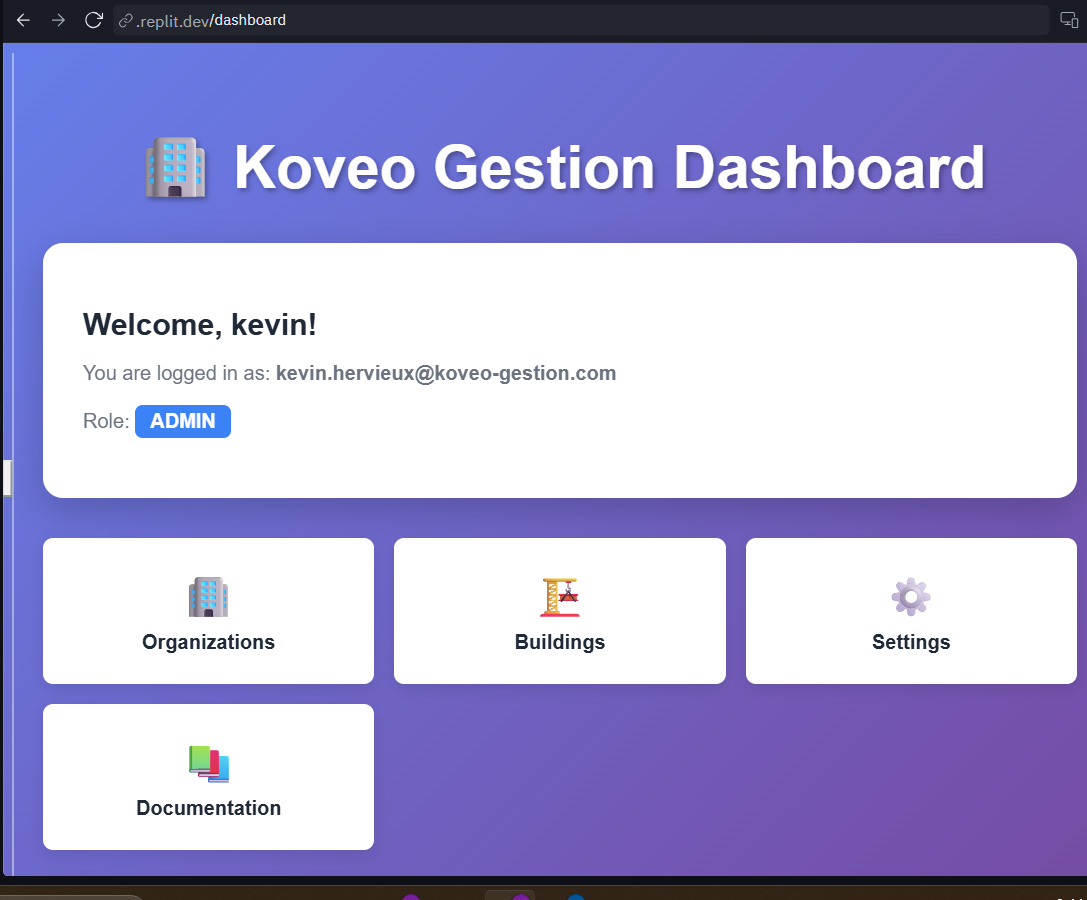 .replit.dev/dashboard
Koveo Gestion Dashboard
Welcome, kevin!
You are logged in as: kevin.hervieux@koveo-gestion.com
Role: ADMIN
Organizations
Buildings
Settings
Documentation